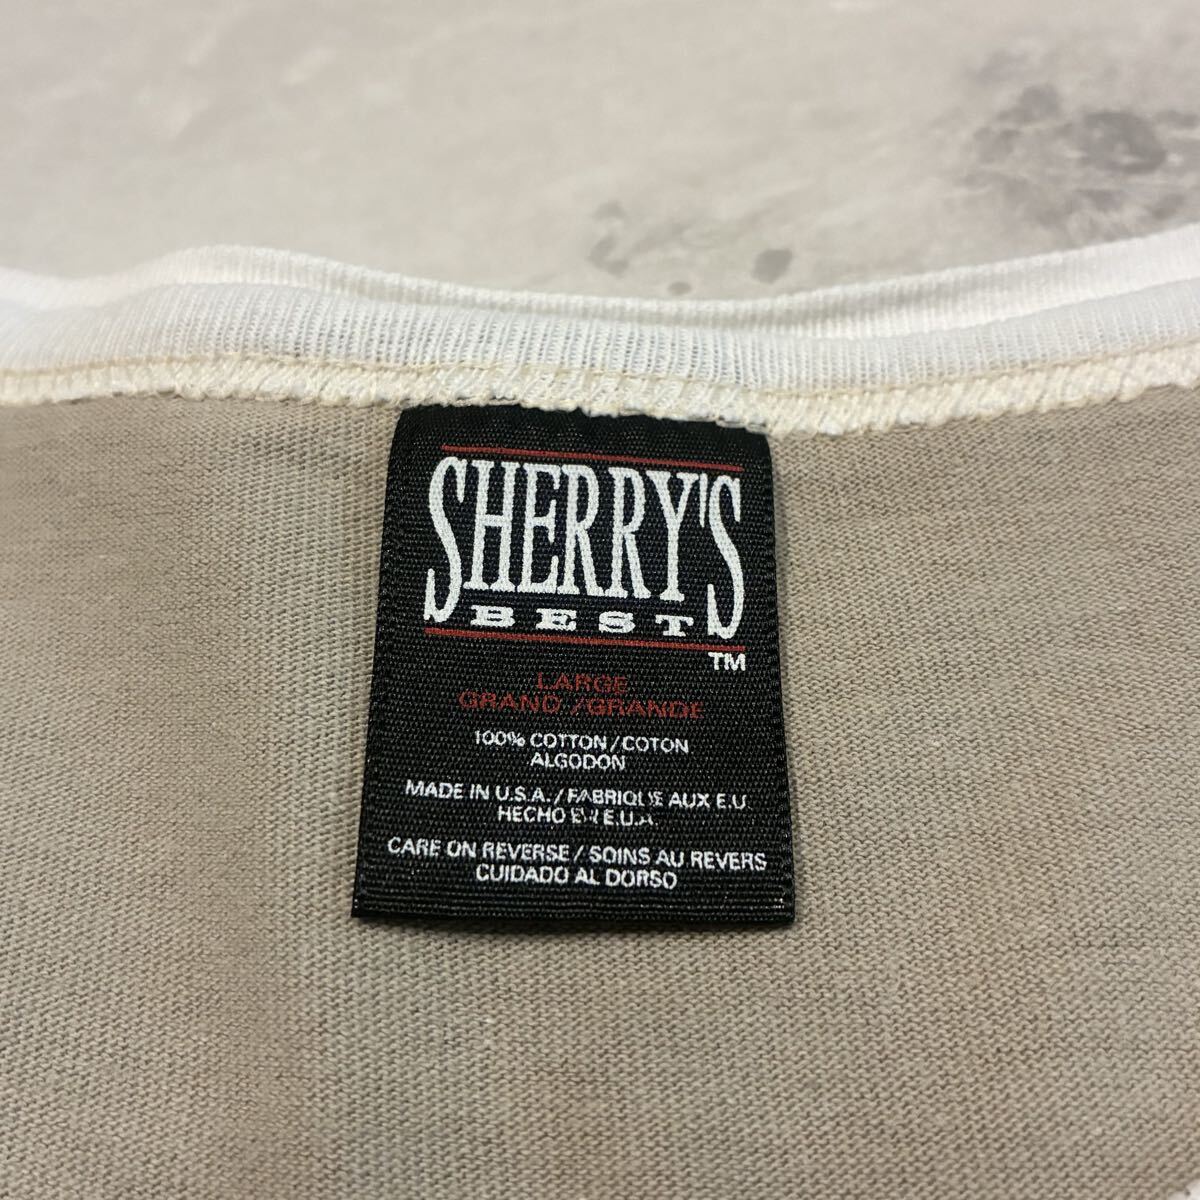 SHERRY'S
BEST
TM
LARGE
GRAND / GRANDE
100% COTTON / COTON
ALGODON
MADE IN U.S.A. / FABRIQUE AUX E.U.
HECHO EN E.U.A.
CARE ON REVERSE / SOINS AU REVERS
CUIDADO AL DORSO